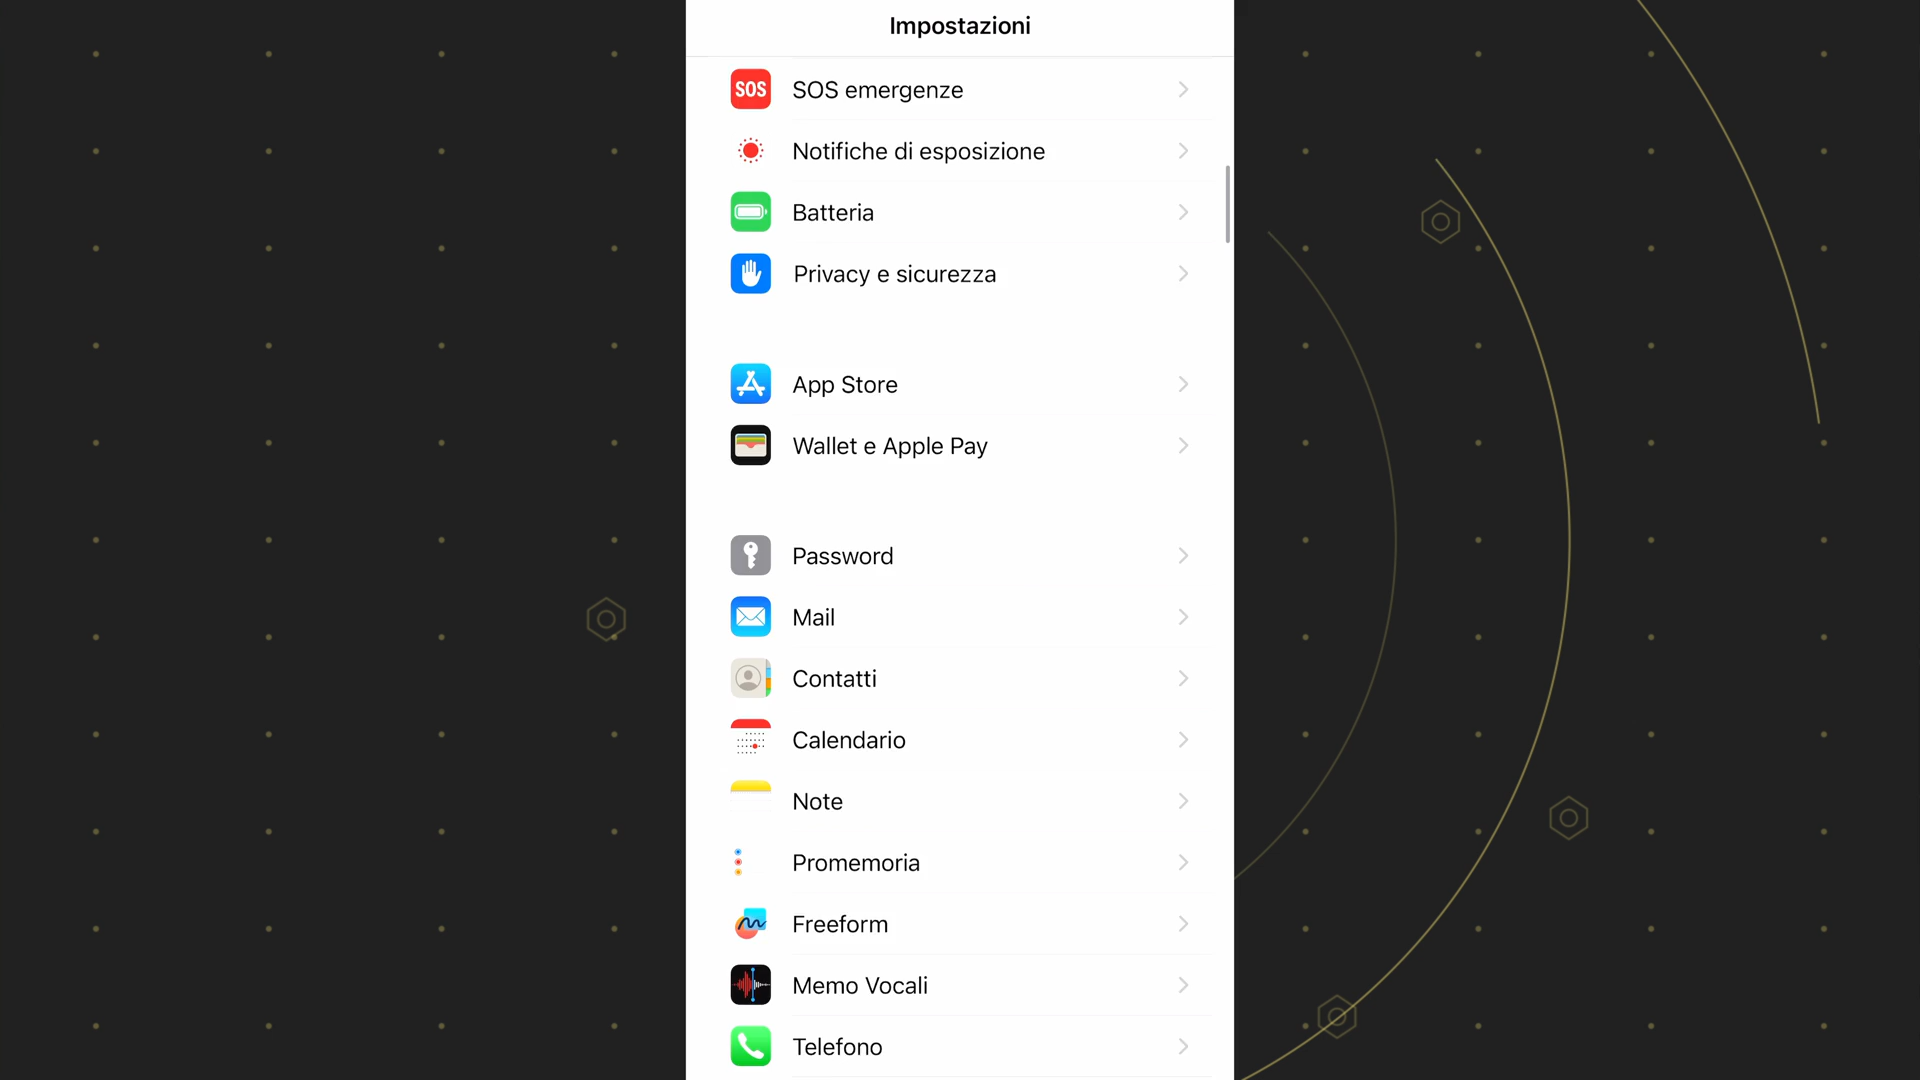 Impostazioni
SOS SOS emergenze
Notifiche di esposizione
Batteria
Privacy e sicurezza
App Store
Wallet e Apple Pay
Password
Mail
Contatti
Calendario
Note
Promemoria
Freeform
Memo Vocali
Telefono